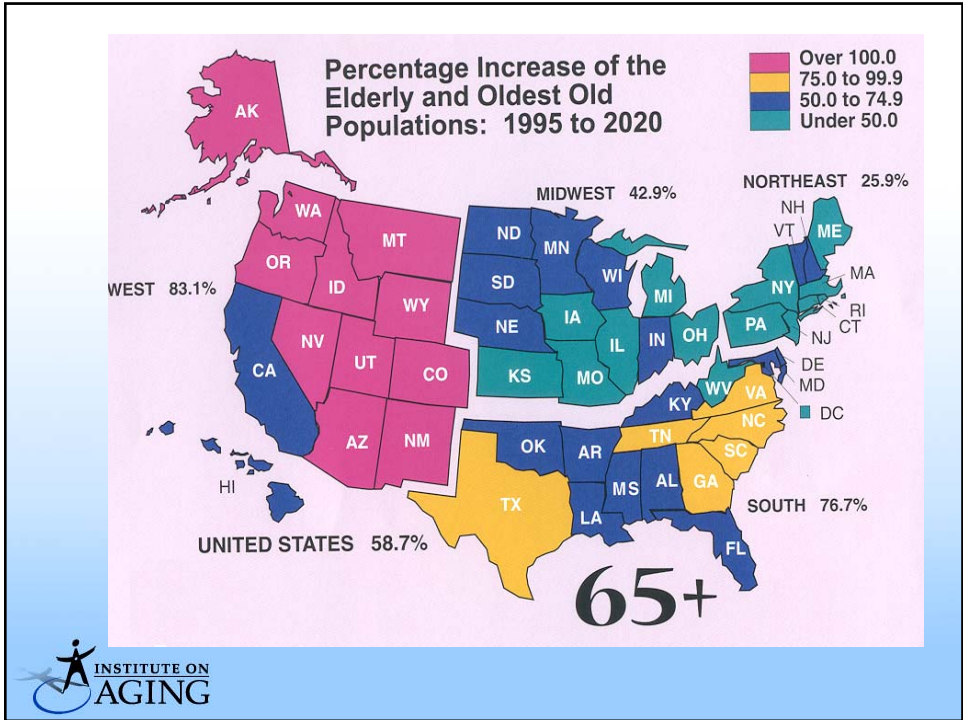 Percentage Increase of the
Elderly and Oldest Old
Populations: 1995 to 2020
Over 100.0
75.0 to 99.9
50.0 to 74.9
Under 50.0
AK
MIDWEST 42.9%
NORTHEAST 25.9%
NH
VT
ME
WA
MT
ND
MN
OR
ID
SD
WI
MI
NY
MA
WEST 83.1%
WY
RI
CT
NE
IA
PA
NJ
NV
UT
CO
IL
IN
OH
DE
CA
KS
MO
WV
MD
VA
KY
DC
AZ
NM
OK
AR
TN
NC
SC
HI
TX
MS
AL
GA
SOUTH 76.7%
LA
UNITED STATES 58.7%
FL
65+
INSTITUTE ON
AGING